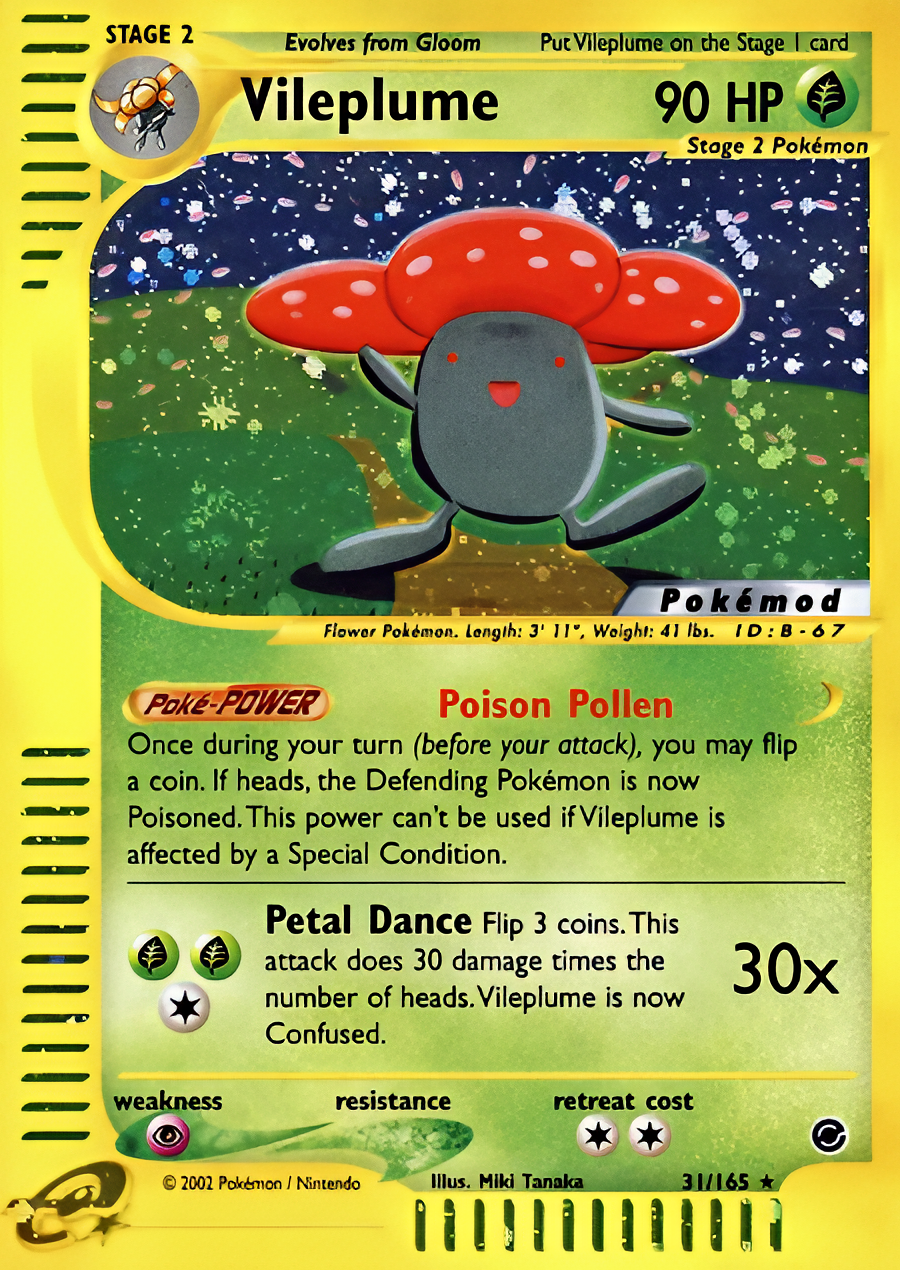 STAGE 2
Evolves from Gloom
Put Vileplume on the Stage 1 card
Vileplume
90 HP
Stage 2 Pokémon
Pokémod
Flower Pokémon. Length: 3' 11", Weight: 41 lbs. ID:B-67
Poké-POWER
Poison Pollen
Once during your turn (before your attack), you may flip
a coin. If heads, the Defending Pokémon is now
Poisoned. This power can't be used if Vileplume is
affected by a Special Condition.
Petal Dance Flip 3 coins. This
attack does 30 damage times the
number of heads. Vileplume is now
Confused.
30x
weakness
resistance
retreat cost
© 2002 Pokémon / Nintendo
Illus. Miki Tanaka
31/165 ★